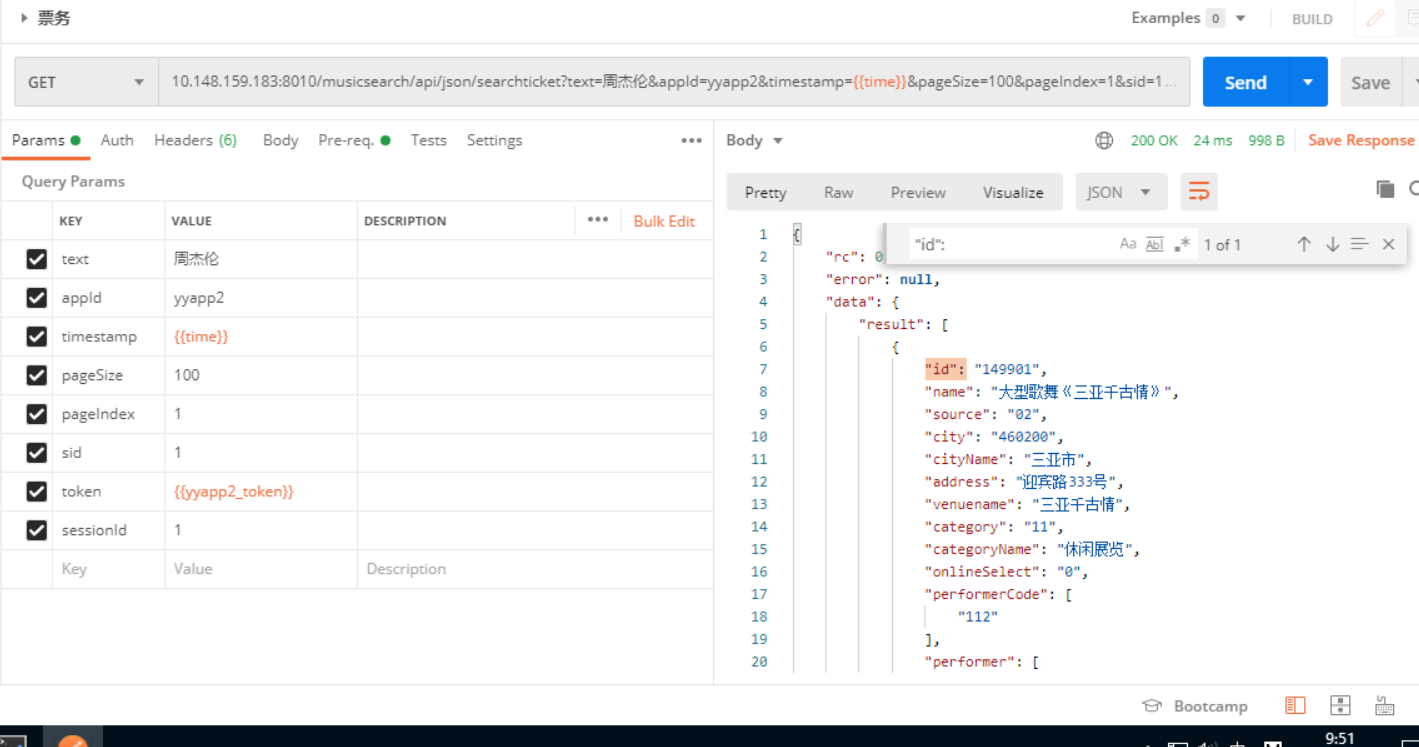 票务
Examples 0
BUILD
GET
10.148.159.183:8010/musicsearch/api/json/searchticket?text=周杰伦&appId=yyapp2&timestamp={{time}}&pageSize=100&pageIndex=1&sid=1...
Send
Save
Params
Auth
Headers (6)
Body
Pre-req.
Tests
Settings
•••
Query Params
KEY VALUE DESCRIPTION ••• Bulk Edit
text 周杰伦
appId yyapp2
timestamp {{time}}
pageSize 100
pageIndex 1
sid 1
token {{yyapp2_token}}
sessionId 1
Key Value Description
Body
200 OK 24 ms 998 B Save Response
Pretty Raw Preview Visualize JSON
"id": Aa Abl .* 1 of 1
1 {
2 "rc": 0
3 "error": null,
4 "data": {
5 "result": [
6 {
7 "id": "149901",
8 "name": "大型歌舞《三亚千古情》",
9 "source": "02",
10 "city": "460200",
11 "cityName": "三亚市",
12 "address": "迎宾路333号",
13 "venuename": "三亚千古情",
14 "category": "11",
15 "categoryName": "休闲展览",
16 "onlineSelect": "0",
17 "performerCode": [
18 "112"
19 ],
20 "performer": [
Bootcamp
9:51